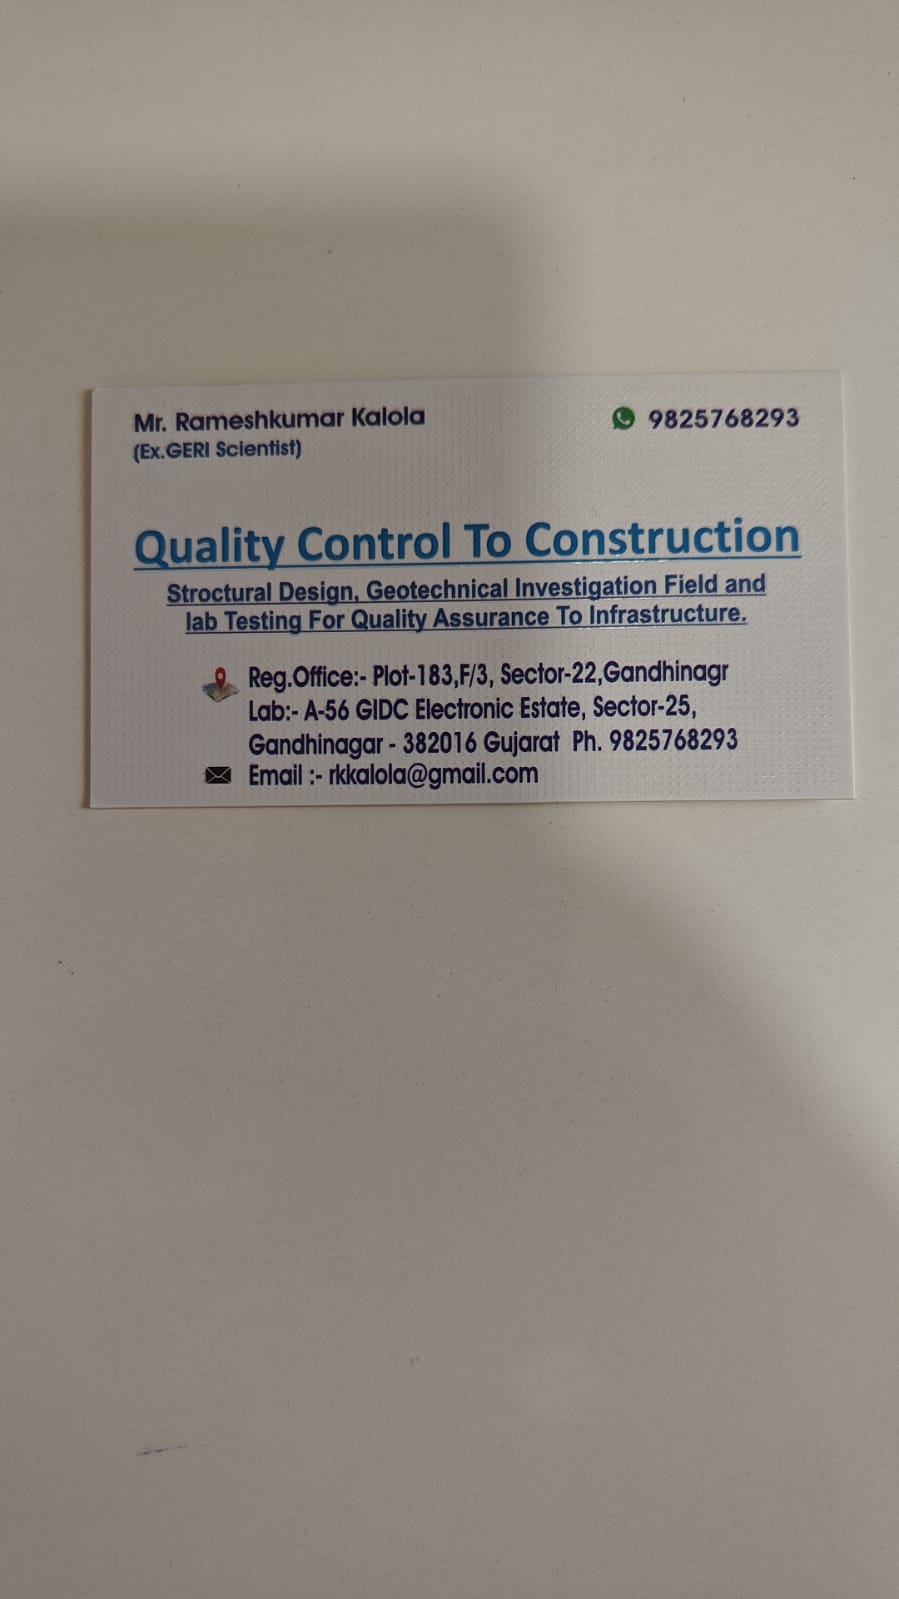 Mr. Rameshkumar Kalola
9825768293
(Ex.GERI Scientist)
Quality Control To Construction
Stroctural Design, Geotechnical Investigation Field and
lab Testing For Quality Assurance To Infrastructure.
Reg.Office:- Plot-183,F/3, Sector-22,Gandhinagr
Lab:- A-56 GIDC Electronic Estate, Sector-25,
Gandhinagar - 382016 Gujarat Ph. 9825768293
Email :- rkkalola@gmail.com